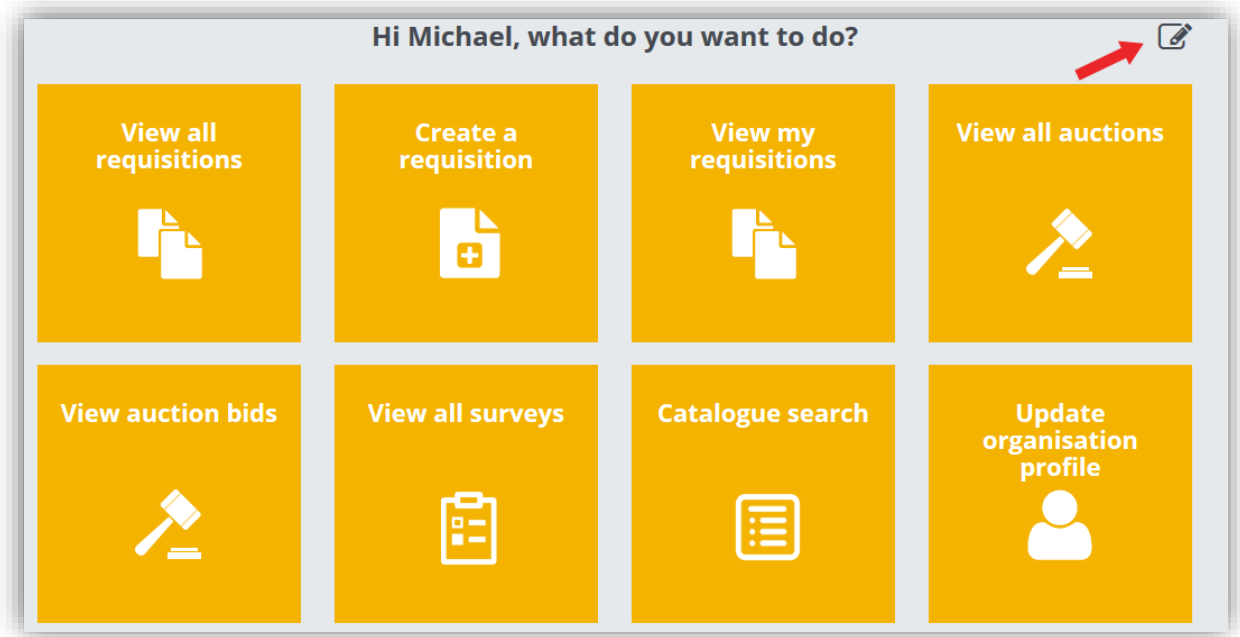 Hi Michael, what do you want to do?
View all
requisitions
Create a
requisition
View my
requisitions
View all auctions
View auction bids
View all surveys
Catalogue search
Update
organisation
profile